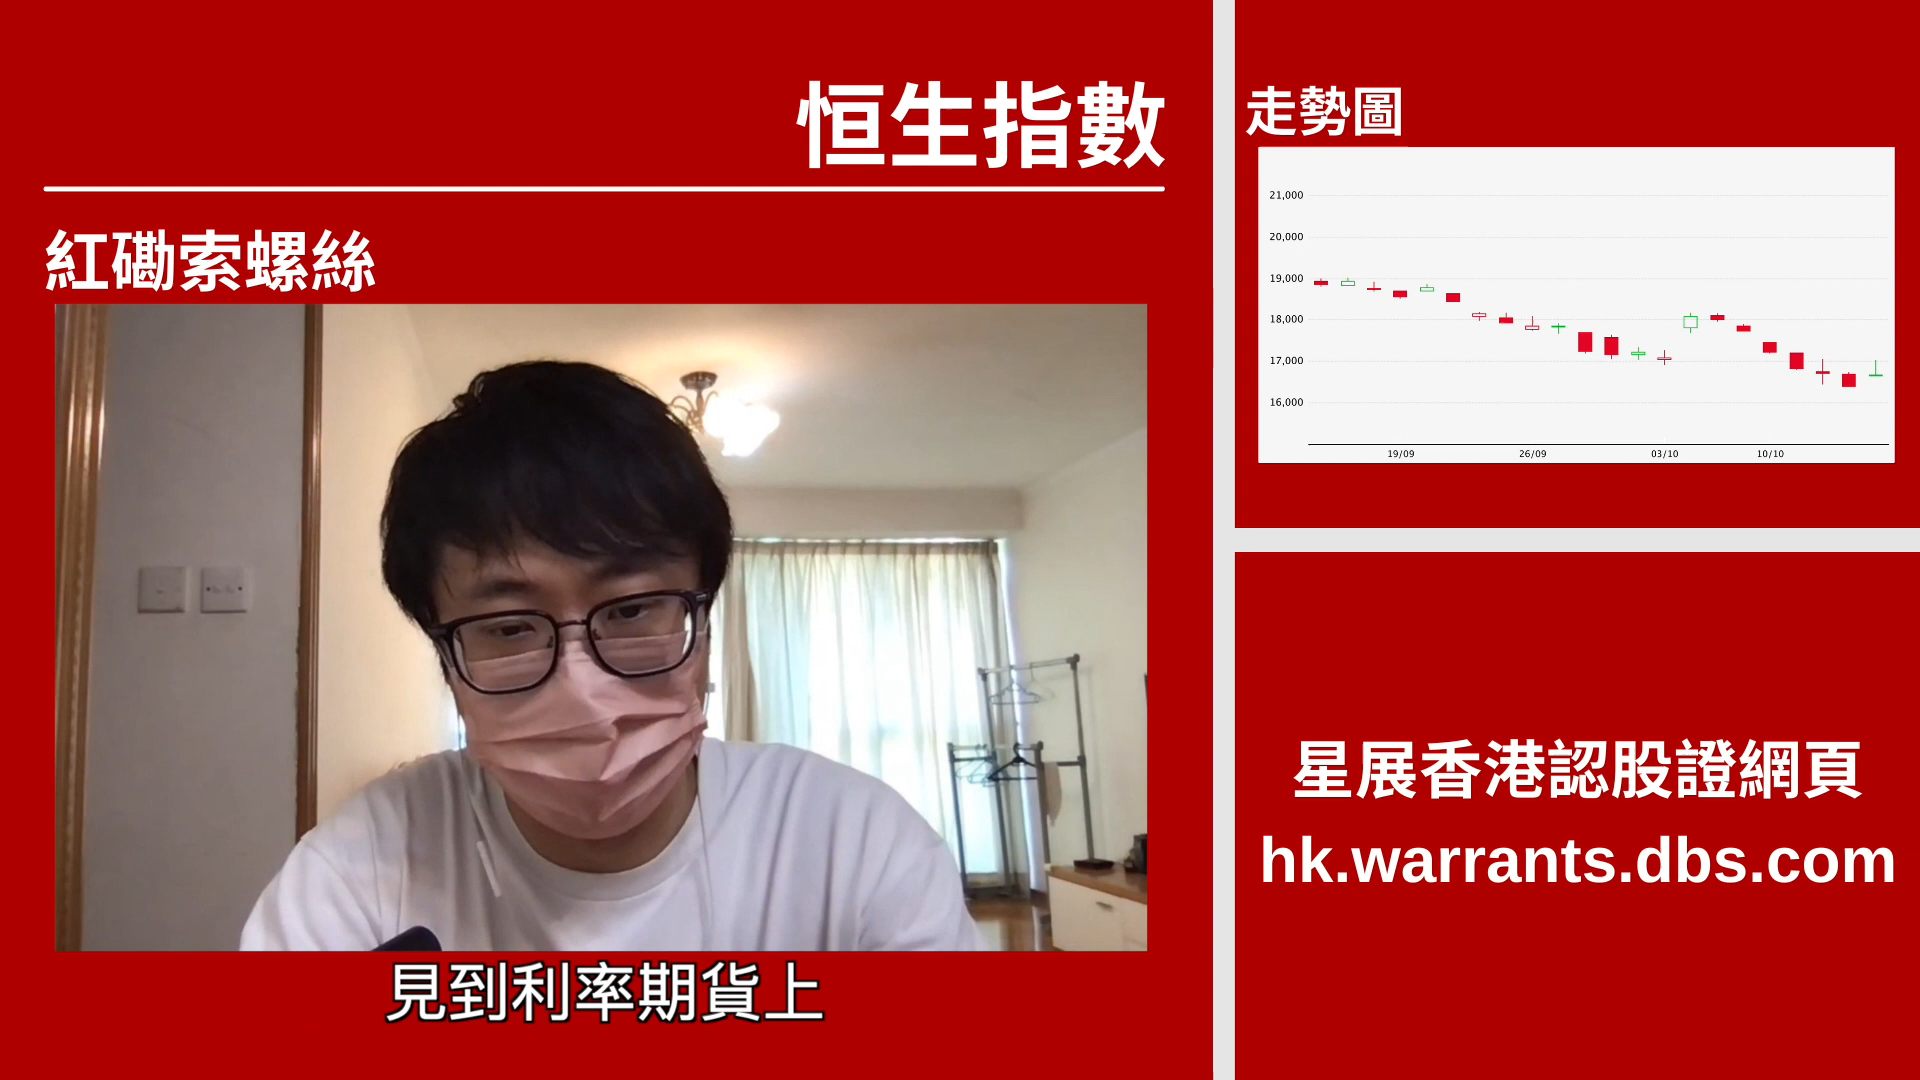 恒生指數
紅磡索螺絲
見到利率期貨上
走勢圖
21,000
20,000
19,000
18,000
17,000
16,000
19/09 26/09 03/10 10/10
星展香港認股證網頁
hk.warrants.dbs.com